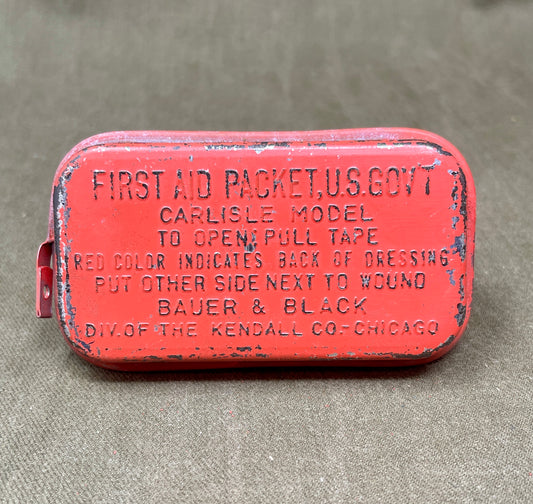 FIRST AID PACKET, U.S. GOV'T
CARLISLE MODEL
TO OPEN: PULL TAPE
RED COLOR INDICATES BACK OF DRESSING
PUT OTHER SIDE NEXT TO WOUND
BAUER & BLACK
DIV. OF THE KENDALL CO.-CHICAGO